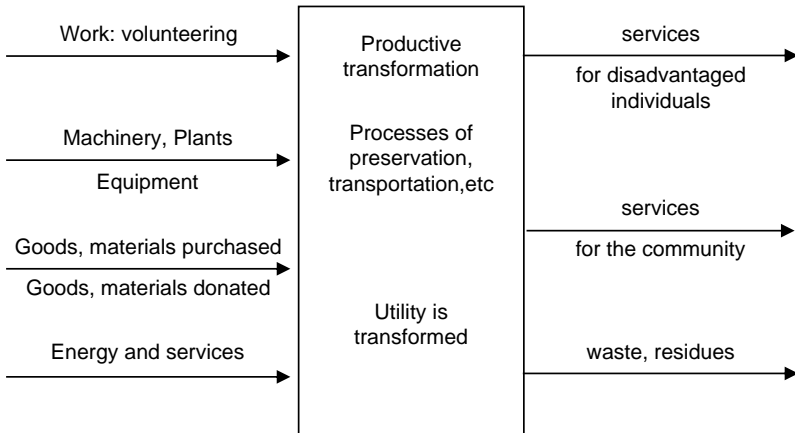 Work: volunteering
Machinery, Plants
Equipment
Goods, materials purchased
Goods, materials donated
Energy and services
Productive
transformation
Processes of
preservation,
transportation,etc
Utility is
transformed
services
for disadvantaged
individuals
services
for the community
waste, residues